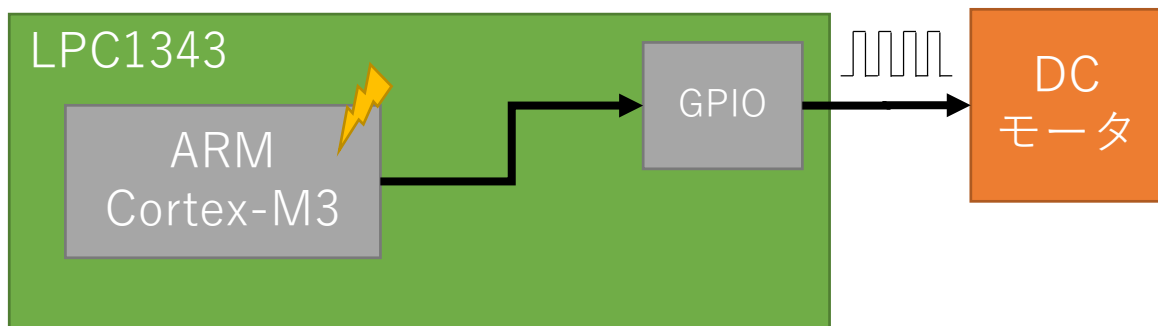 LPC1343
ARM
Cortex-M3
GPIO
DC
モータ